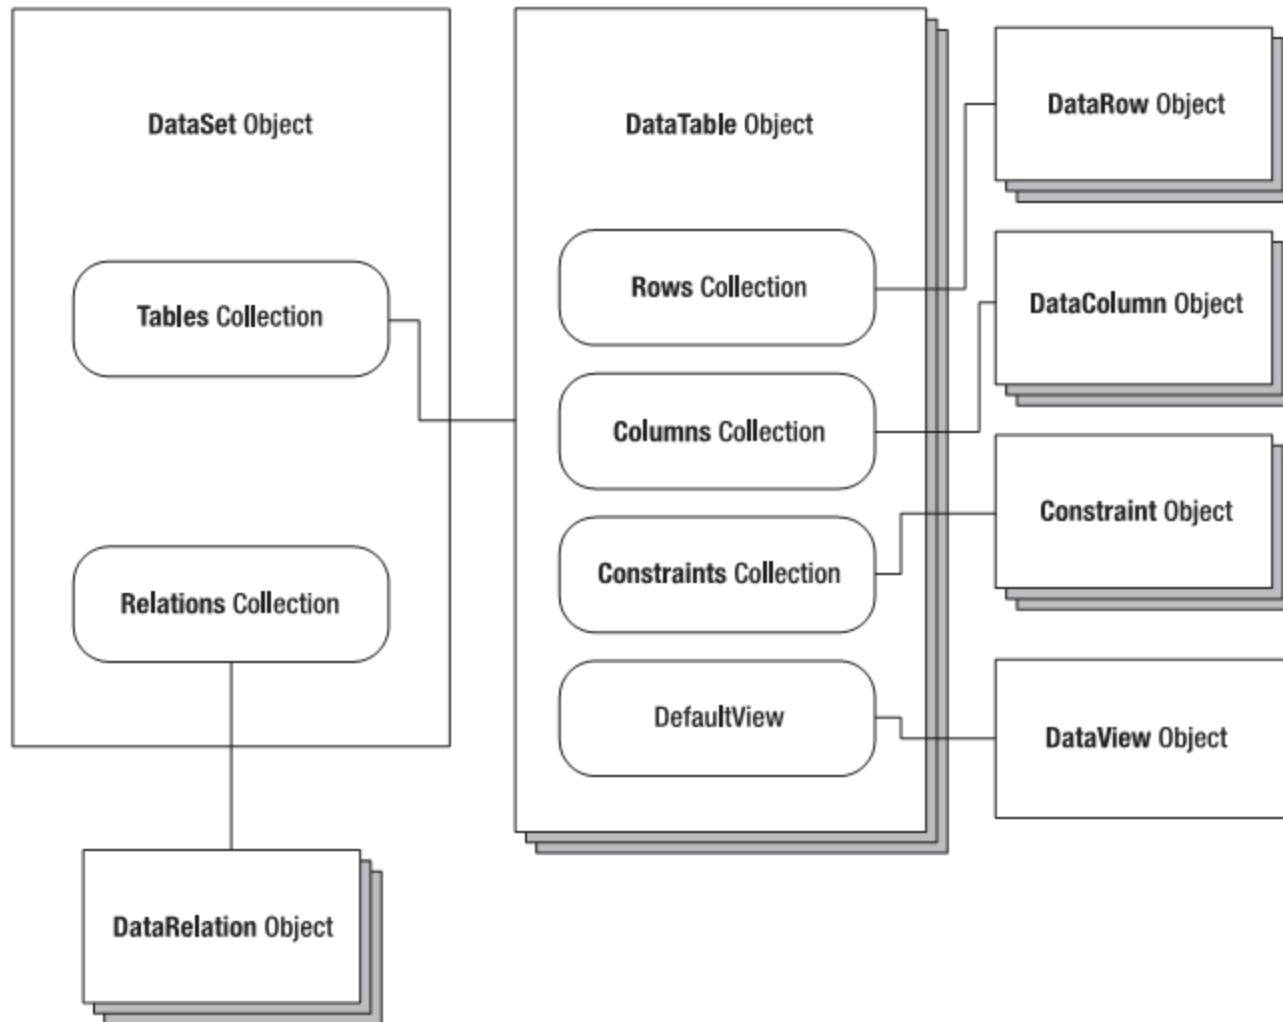 DataSet Object
Tables Collection
Relations Collection
DataRelation Object
DataTable Object
Rows Collection
Columns Collection
Constraints Collection
DefaultView
DataRow Object
DataColumn Object
Constraint Object
DataView Object